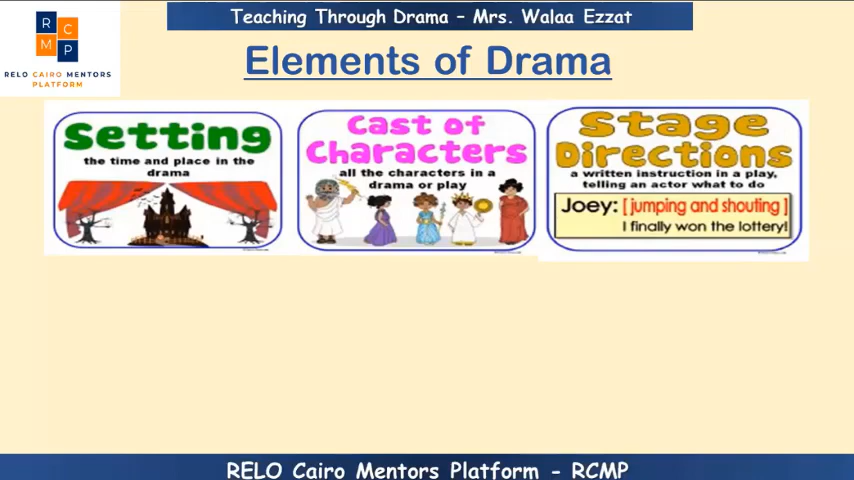 Teaching Through Drama – Mrs. Walaa Ezzat
R
C
M
P
RELO CAIRO MENTORS
PLATFORM
Elements of Drama
Setting
the time and place in the
drama
Cast of
Characters
all the characters in a
drama or play
Stage
Directions
a written instruction in a play,
telling an actor what to do
Joey: [ jumping and shouting ]
I finally won the lottery!
RELO Cairo Mentors Platform - RCMP